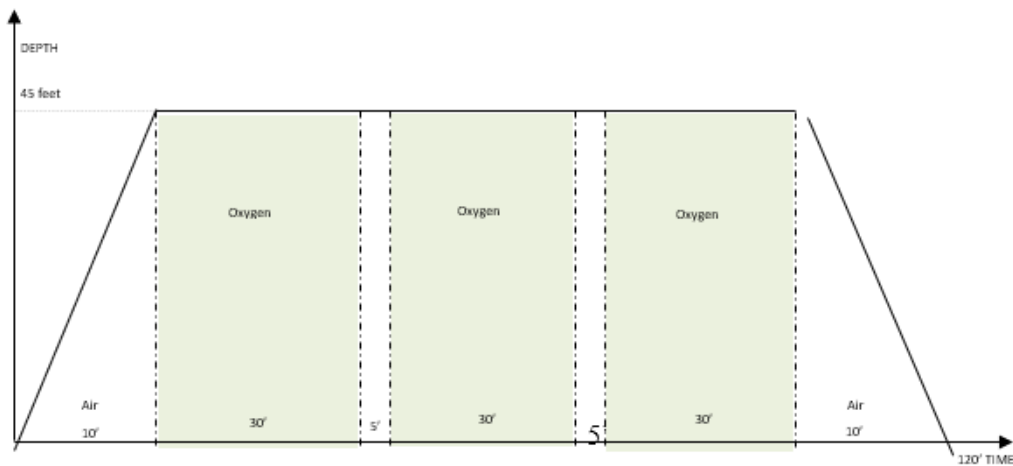 DEPTH
45 feet
Oxygen
Oxygen
Oxygen
Air
Air
10'
30'
5'
30'
5'
30'
10'
120' TIME